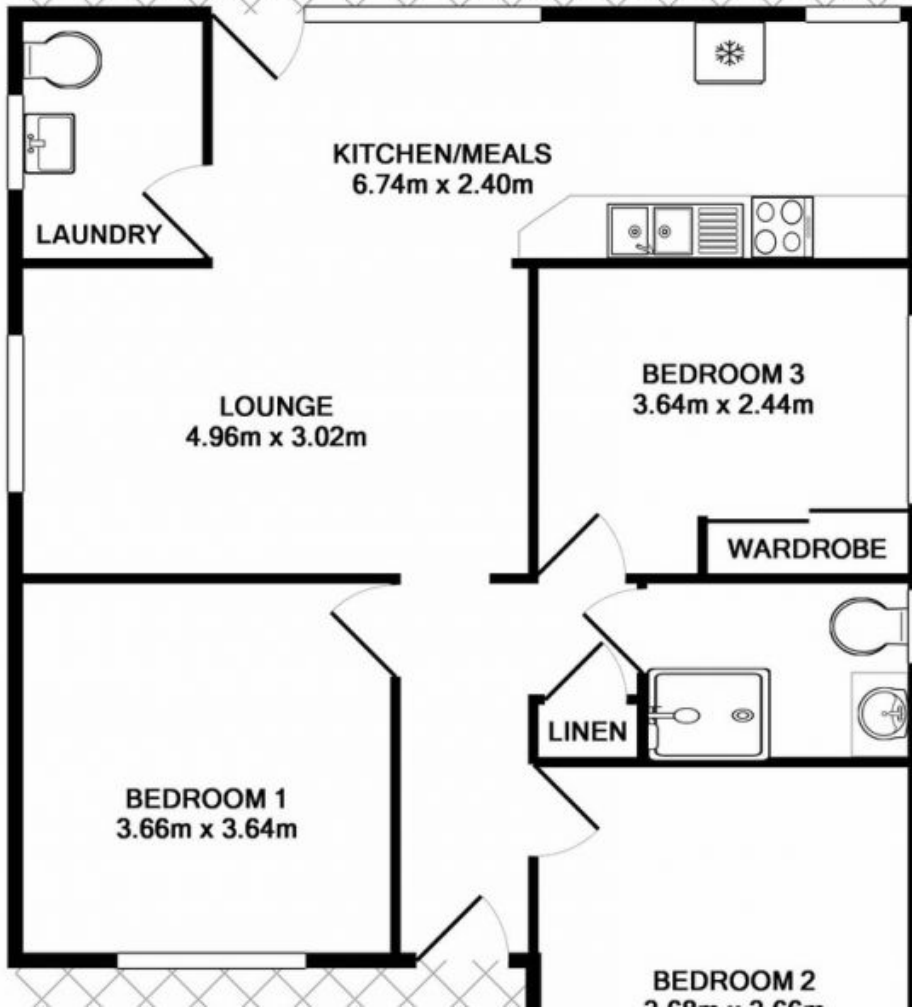 KITCHEN/MEALS
6.74m x 2.40m
LAUNDRY
BEDROOM 3
3.64m x 2.44m
LOUNGE
4.96m x 3.02m
WARDROBE
LINEN
BEDROOM 1
3.66m x 3.64m
BEDROOM 2